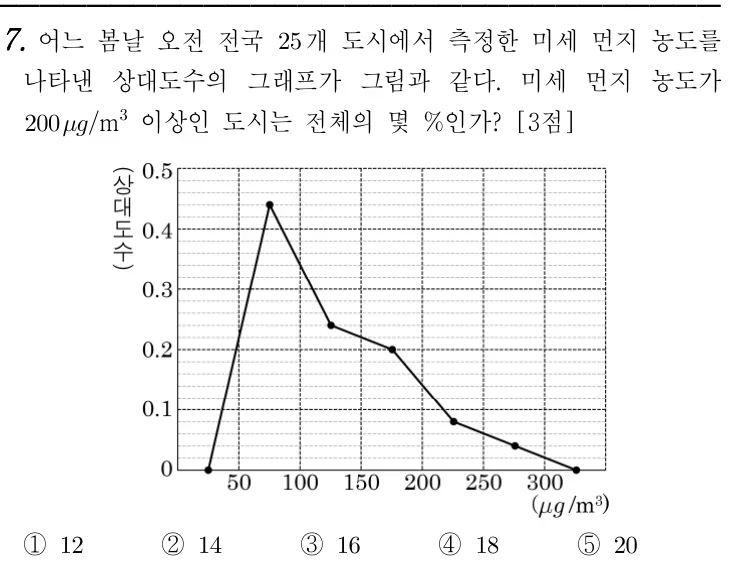 7. 어느 봄날 오전 전국 25개 도시에서 측정한 미세 먼지 농도를
나타낸 상대도수의 그래프가 그림과 같다. 미세 먼지 농도가
200μg/m³ 이상인 도시는 전체의 몇 %인가? [3점]
(상대도수)
0.5
0.4
0.3
0.2
0.1
0
50 100 150 200 250 300
(μg/m³)
① 12 ② 14 ③ 16 ④ 18 ⑤ 20